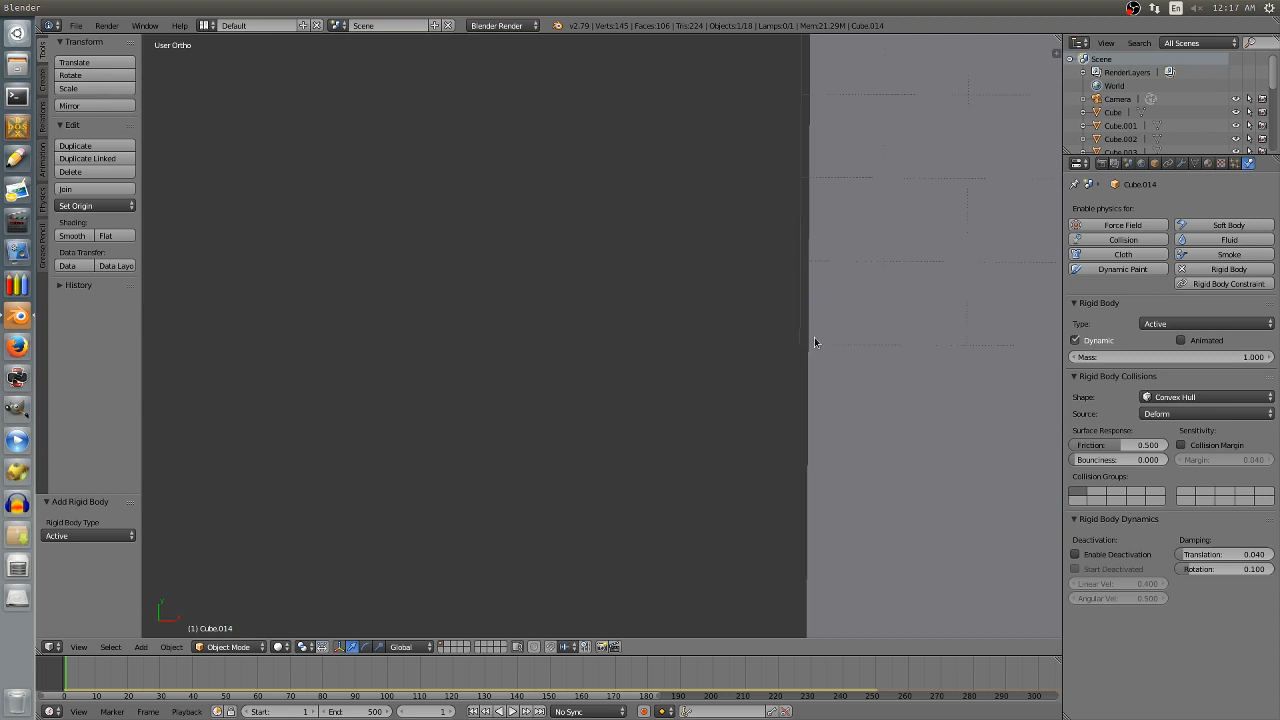 Blender
En
12:17 AM
File Render Window Help
Default
Scene
Blender Render
v2.79 | Verts:145 | Faces:106 | Tris:224 | Objects:1/18 | Lamps:0/1 | Mem:21.29M | Cube.014
View Search All Scenes
Tools
Create
Relations
Animation
Physics
Grease Pencil
Transform
Translate
Rotate
Scale
Mirror
Edit
Duplicate
Duplicate Linked
Delete
Join
Set Origin
Shading:
Smooth Flat
Data Transfer:
Data Data Layo
History
Add Rigid Body
Rigid Body Type
Active
User Ortho
(1) Cube.014
Scene
RenderLayers
World
Camera
Cube
Cube.001
Cube.002
Cube.003
Cube.014
Enable physics for:
Force Field Soft Body
Collision Fluid
Cloth Smoke
Dynamic Paint Rigid Body
Rigid Body Constraint
Rigid Body
Type: Active
Dynamic Animated
Mass: 1.000
Rigid Body Collisions
Shape: Convex Hull
Source: Deform
Surface Response: Sensitivity:
Friction: 0.500 Collision Margin
Bounciness: 0.000 Margin: 0.040
Collision Groups:
Rigid Body Dynamics
Deactivation: Damping:
Enable Deactivation Translation: 0.040
Start Deactivated Rotation: 0.100
Linear Vel: 0.400
Angular Vel: 0.500
View Select Add Object Object Mode Global
0 10 20 30 40 50 60 70 80 90 100 110 120 130 140 150 160 170 180 190 200 210 220 230 240 250 260 270 280 290 300
View Marker Frame Playback Start: 1 End: 500 1 No Sync